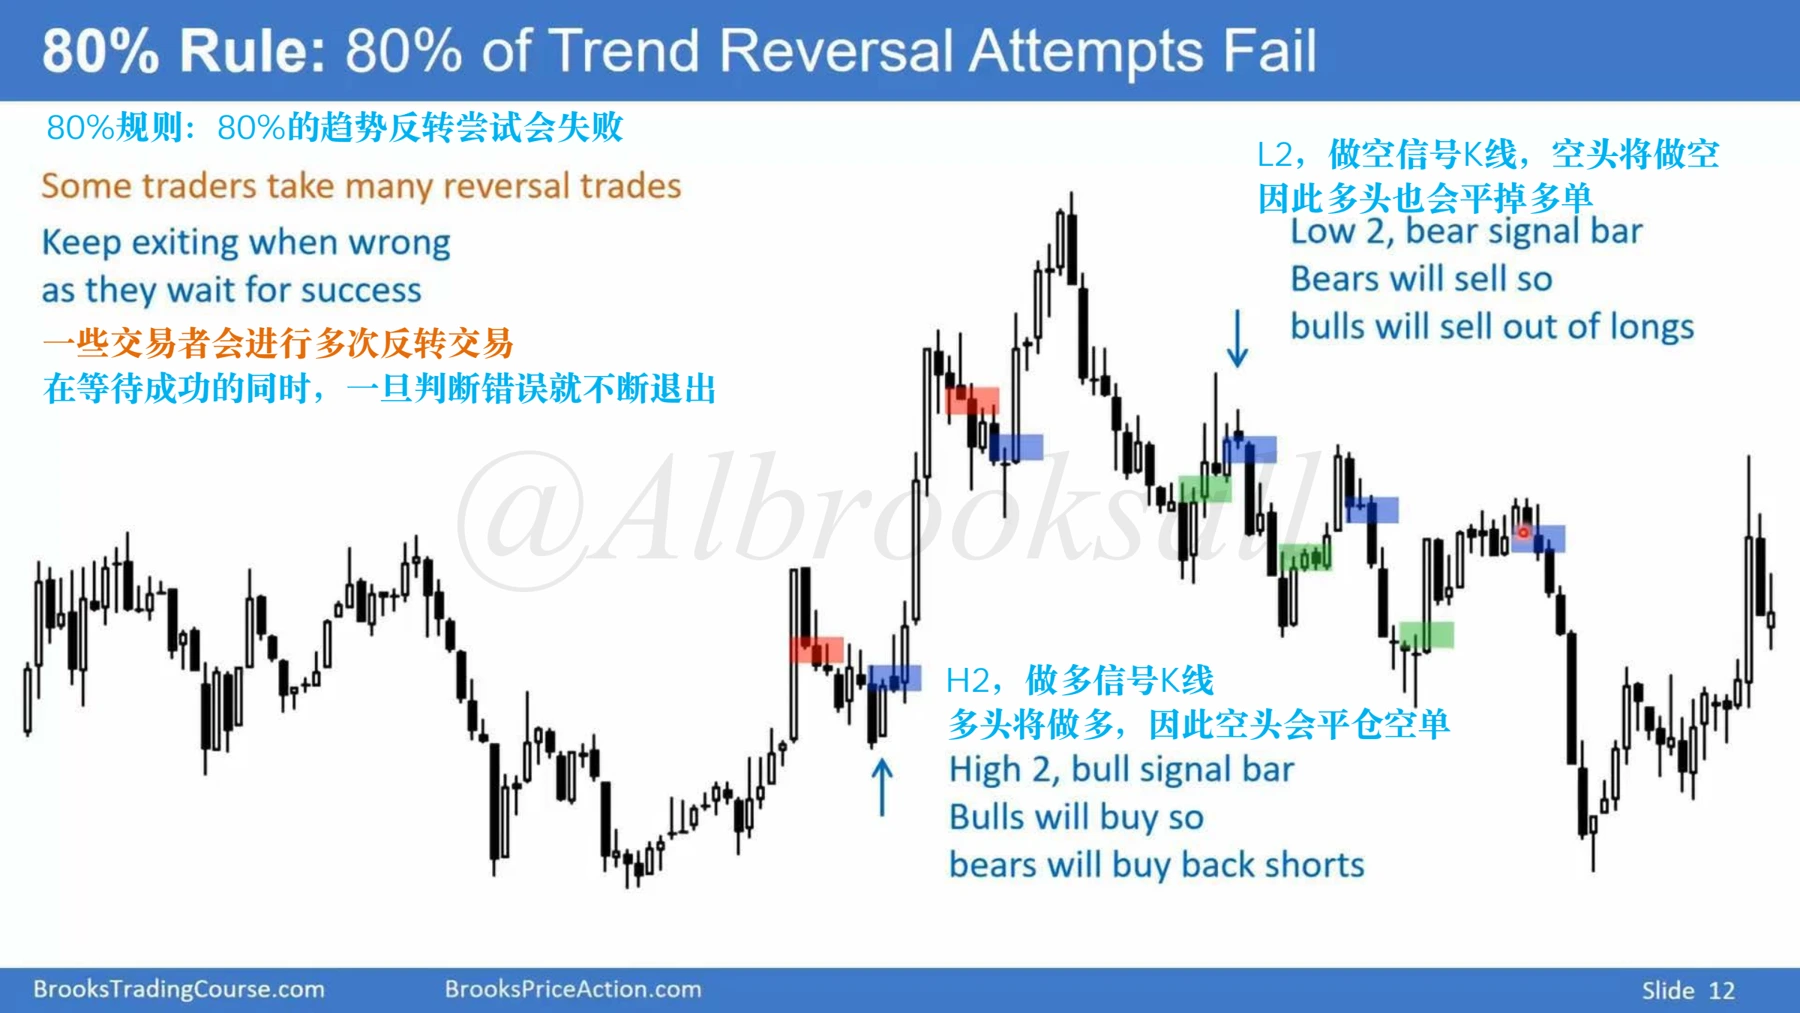 80% Rule: 80% of Trend Reversal Attempts Fail
80%规则：80%的趋势反转尝试会失败
Some traders take many reversal trades
Keep exiting when wrong
as they wait for success
一些交易者会进行多次反转交易
在等待成功的同时，一旦判断错误就不断退出
L2，做空信号K线，空头将做空
因此多头也会平掉多单
Low 2, bear signal bar
Bears will sell so
bulls will sell out of longs
@Albrooksall
H2，做多信号K线
多头将做多，因此空头会平仓空单
High 2, bull signal bar
Bulls will buy so
bears will buy back shorts
BrooksTradingCourse.com
BrooksPriceAction.com
Slide 12